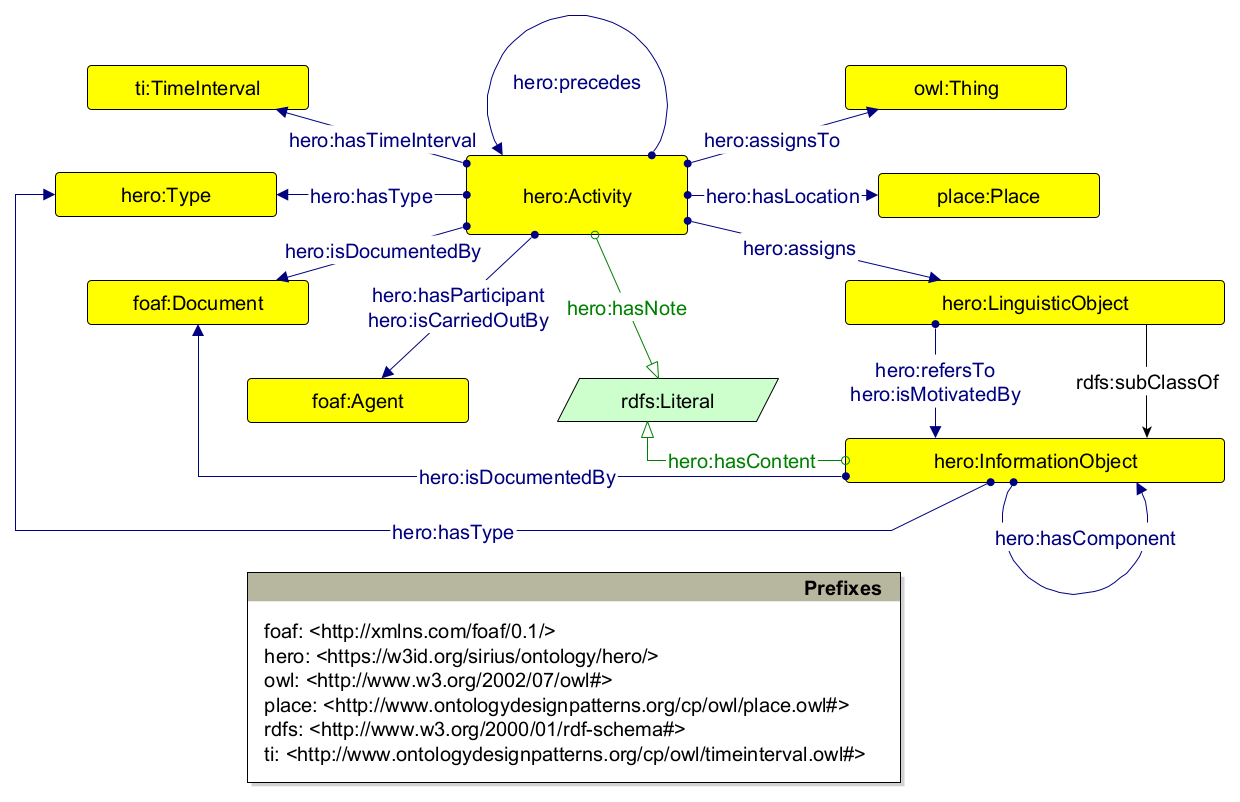 hero:precedes
ti:TimeInterval
owl:Thing
hero:hasTimeInterval
hero:assignsTo
hero:Type
hero:hasType
hero:Activity
hero:hasLocation
place:Place
hero:isDocumentedBy
hero:assigns
foaf:Document
hero:hasParticipant
hero:isCarriedOutBy
hero:hasNote
hero:LinguisticObject
hero:refersTo
hero:isMotivatedBy
rdfs:subClassOf
foaf:Agent
rdfs:Literal
hero:hasContent
hero:InformationObject
hero:isDocumentedBy
hero:hasType
hero:hasComponent
Prefixes
foaf: <http://xmlns.com/foaf/0.1/>
hero: <https://w3id.org/sirius/ontology/hero/>
owl: <http://www.w3.org/2002/07/owl#>
place: <http://www.ontologydesignpatterns.org/cp/owl/place.owl#>
rdfs: <http://www.w3.org/2000/01/rdf-schema#>
ti: <http://www.ontologydesignpatterns.org/cp/owl/timeinterval.owl#>